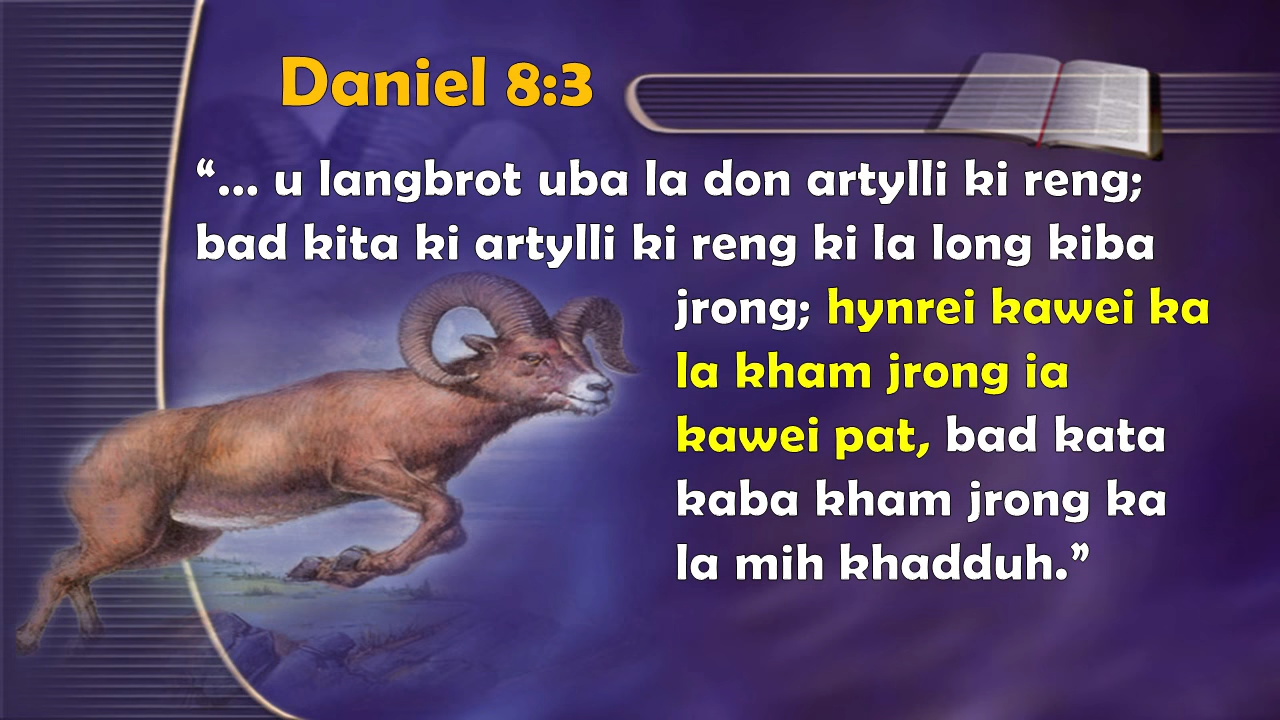 Daniel 8:3
“... u langbrot uba la don artylli ki reng;
bad kita ki artylli ki reng ki la long kiba
jrong; hynrei kawei ka
la kham jrong ia
kawei pat, bad kata
kaba kham jrong ka
la mih khadduh.”